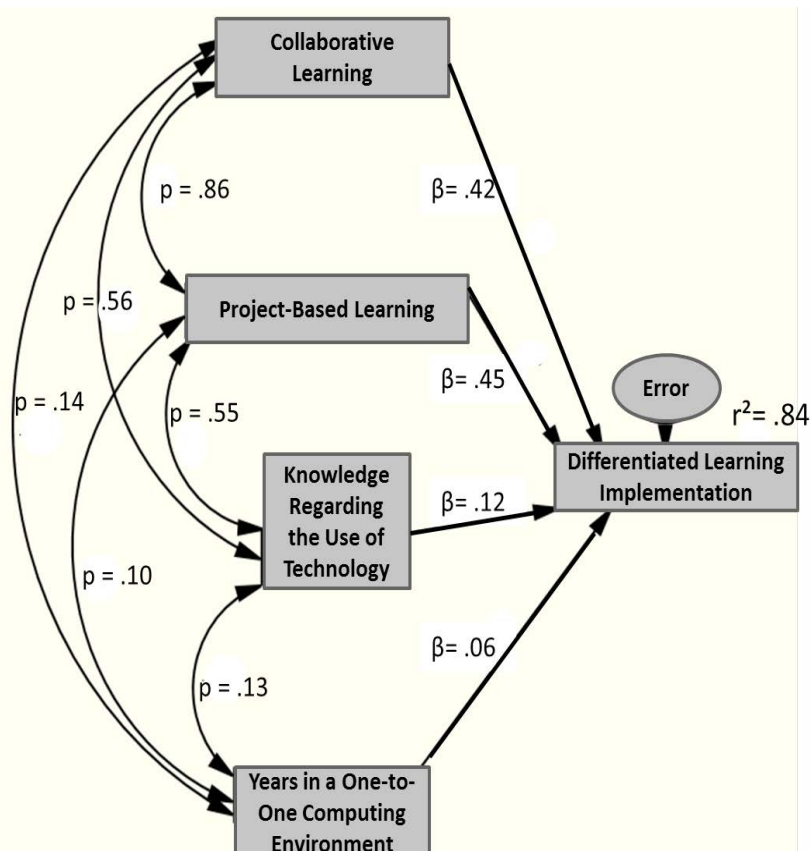 Collaborative
Learning
p = .86
β= .42
p = .56
Project-Based Learning
β= .45
Error
r²= .84
p = .14
p = .55
Differentiated Learning
Implementation
Knowledge
Regarding
the Use of
Technology
β= .12
p = .10
β= .06
p = .13
Years in a One-to-
One Computing
Environment